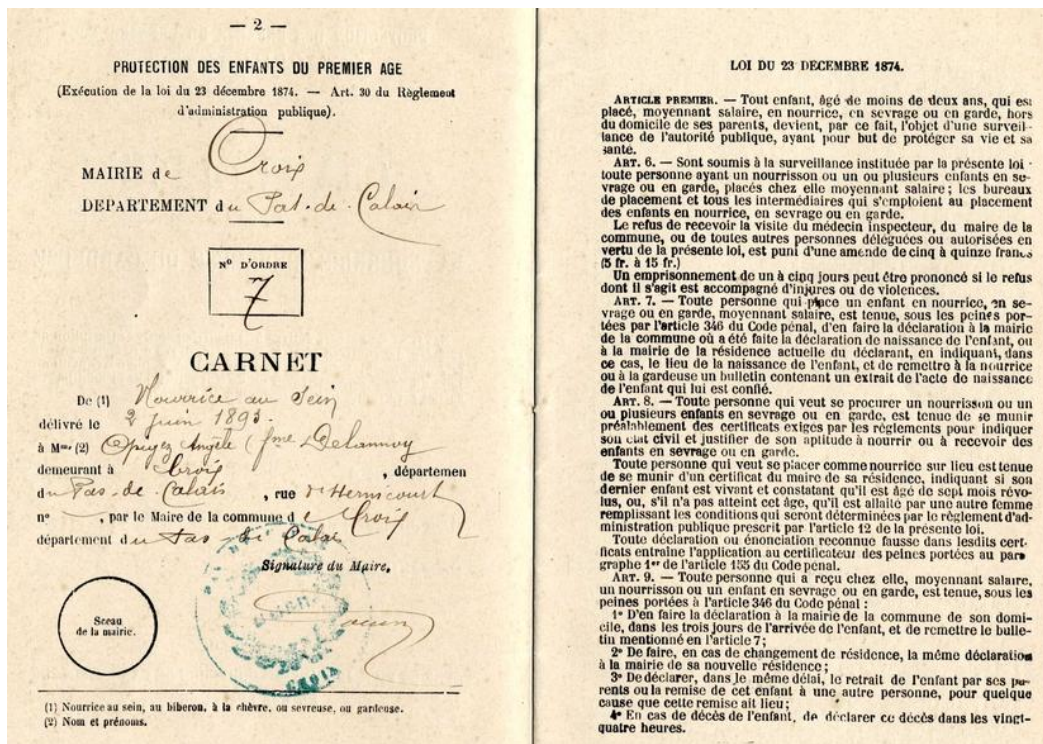 — 2 —
PROTECTION DES ENFANTS DU PREMIER AGE
(Exécution de la loi du 23 décembre 1874. — Art. 30 du Règlement
d'administration publique).
MAIRIE de Croix
DEPARTEMENT du Pas-de-Calais
N° D'ORDRE
7
CARNET
De (1) Nourrice au Sein
délivré le 2 Juin 1893.
à Mme (2) Angèle (fme Delannoy
demeurant à Croix , départemen
du Pas-de-Calais , rue d'Hernicourt
n° , par le Maire de la commune de Croix
département du Pas-de-Calais
Signature du Maire,
Sceau
de la mairie.
CROIX
(1) Nourrice au sein, au biberon, à la chèvre, ou sevreuse, ou gardeuse.
(2) Nom et prénoms.
LOI DU 23 DÉCEMBRE 1874.
ARTICLE PREMIER. — Tout enfant, âgé de moins de deux ans, qui est
placé, moyennant salaire, en nourrice, en sevrage ou en garde, hors
du domicile de ses parents, devient, par ce fait, l'objet d'une surveil-
lance de l'autorité publique, ayant pour but de protéger sa vie et sa
santé.
ART. 6. — Sont soumis à la surveillance instituée par la présente loi :
toute personne ayant un nourrisson ou un ou plusieurs enfants en se-
vrage ou en garde, placés chez elle moyennant salaire; les bureaux
de placement et tous les intermédiaires qui s'emploient au placement
des enfants en nourrice, en sevrage ou en garde.
Le refus de recevoir la visite du médecin inspecteur, du maire de la
commune, ou de toutes autres personnes déléguées ou autorisées en
vertu de la présente loi, est puni d'une amende de cinq à quinze francs
(5 fr. à 15 fr.)
Un emprisonnement de un à cinq jours peut être prononcé si le refus
dont il s'agit est accompagné d'injures ou de violences.
ART. 7. — Toute personne qui place un enfant en nourrice, en se-
vrage ou en garde, moyennant salaire, est tenue, sous les peines por-
tées par l'article 346 du Code pénal, d'en faire la déclaration à la mairie
de la commune où a été faite la déclaration de naissance de l'enfant, ou
à la mairie de la résidence actuelle du déclarant, en indiquant, dans
ce cas, le lieu de la naissance de l'enfant, et de remettre à la nourrice
ou à la gardeuse un bulletin contenant un extrait de l'acte de naissance
de l'enfant qui lui est confié.
ART. 8. — Toute personne qui veut se procurer un nourrisson ou un
ou plusieurs enfants en sevrage ou en garde, est tenue de se munir
préalablement des certificats exigés par les règlements pour indiquer
son état civil et justifier de son aptitude à nourrir ou à recevoir des
enfants en sevrage ou en garde.
Toute personne qui veut se placer comme nourrice sur lieu est tenue
de se munir d'un certificat du maire de sa résidence, indiquant si son
dernier enfant est vivant et constatant qu'il est âgé de sept mois révo-
lus, ou, s'il n'a pas atteint cet âge, qu'il est allaité par une autre femme
remplissant les conditions qui seront déterminées par le règlement d'ad-
ministration publique prescrit par l'article 12 de la présente loi.
Toute déclaration ou énonciation reconnue fausse dans lesdits cert-
ficats entraine l'application au certificateur des peines portées au para
graphe 1er de l'article 155 du Code pénal.
ART. 9. — Toute personne qui a reçu chez elle, moyennant salaire,
un nourrisson ou un enfant en sevrage ou en garde, est tenue, sous les
peines portées à l'article 346 du Code pénal :
1° D'en faire la déclaration à la mairie de la commune de son domi-
cile, dans les trois jours de l'arrivée de l'enfant, et de remettre le bulle-
tin mentionné en l'article 7;
2° De faire, en cas de changement de résidence, la même déclaration
à la mairie de sa nouvelle résidence;
3° De déclarer, dans le même délai, le retrait de l'enfant par ses pa-
rents ou la remise de cet enfant à une autre personne, pour quelque
cause que cette remise ait lieu;
4° En cas de décès de l'enfant, de déclarer ce décès dans les vingt-
quatre heures.